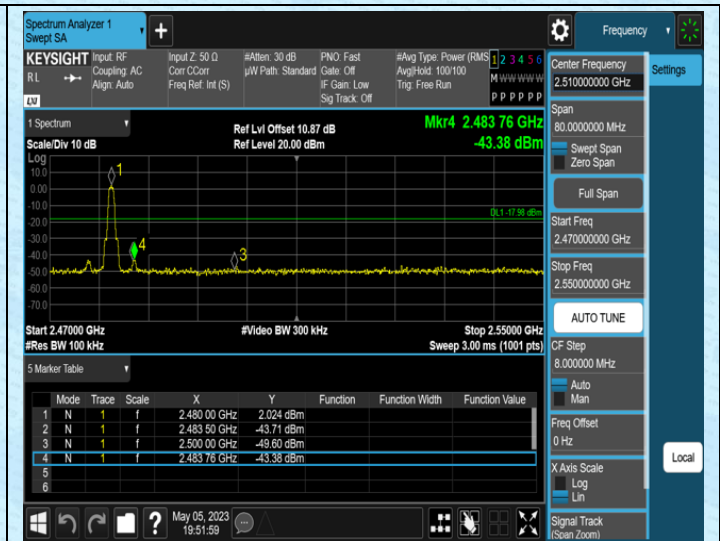 Spectrum Analyzer 1
Swept SA
+
Frequency
KEYSIGHT
RL
LXI
Input: RF
Coupling: AC
Align: Auto
Input Z: 50 Ω
Corr CCorr
Freq Ref: Int (S)
#Atten: 30 dB
µW Path: Standard
PNO: Fast
Gate: Off
IF Gain: Low
Sig Track: Off
#Avg Type: Power (RMS
Avg|Hold: 100/100
Trig: Free Run
1 2 3 4 5 6
M W W W W W
P P P P P P
Center Frequency
2.510000000 GHz
Settings
Span
80.0000000 MHz
Swept Span
Zero Span
Full Span
Start Freq
2.470000000 GHz
Stop Freq
2.550000000 GHz
AUTO TUNE
CF Step
8.000000 MHz
Auto
Man
Freq Offset
0 Hz
X Axis Scale
Log
Lin
Signal Track
(Span Zoom)
Local
1 Spectrum
Scale/Div 10 dB
Ref Lvl Offset 10.87 dB
Ref Level 20.00 dBm
Mkr4 2.483 76 GHz
-43.38 dBm
Log
10.0
0.00
-10.0
-20.0
-30.0
-40.0
-50.0
-60.0
-70.0
1
4
3
DL1 -17.98 dBm
Start 2.47000 GHz
#Res BW 100 kHz
#Video BW 300 kHz
Stop 2.55000 GHz
Sweep 3.00 ms (1001 pts)
5 Marker Table
Mode Trace Scale X Y Function Function Width Function Value
1 N 1 f 2.480 00 GHz 2.024 dBm
2 N 1 f 2.483 50 GHz -43.71 dBm
3 N 1 f 2.500 00 GHz -49.60 dBm
4 N 1 f 2.483 76 GHz -43.38 dBm
5
6
?
May 05, 2023
19:51:59